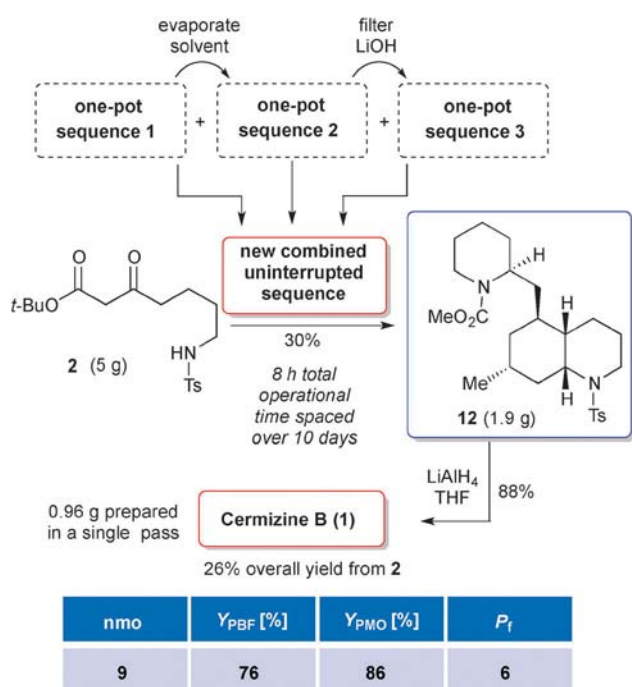 evaporate
solvent
filter
LiOH
one-pot
sequence 1
+
one-pot
sequence 2
+
one-pot
sequence 3
new combined
uninterrupted
sequence
O
O
t-BuO
HN
Ts
2 (5 g)
30%
8 h total
operational
time spaced
over 10 days
H
N
MeO₂C
H
Me
H
N
Ts
12 (1.9 g)
LiAlH₄
THF
88%
0.96 g prepared
in a single pass
Cermizine B (1)
26% overall yield from 2
nmo Y_PBF [%] Y_PMO [%] P_f
9 76 86 6